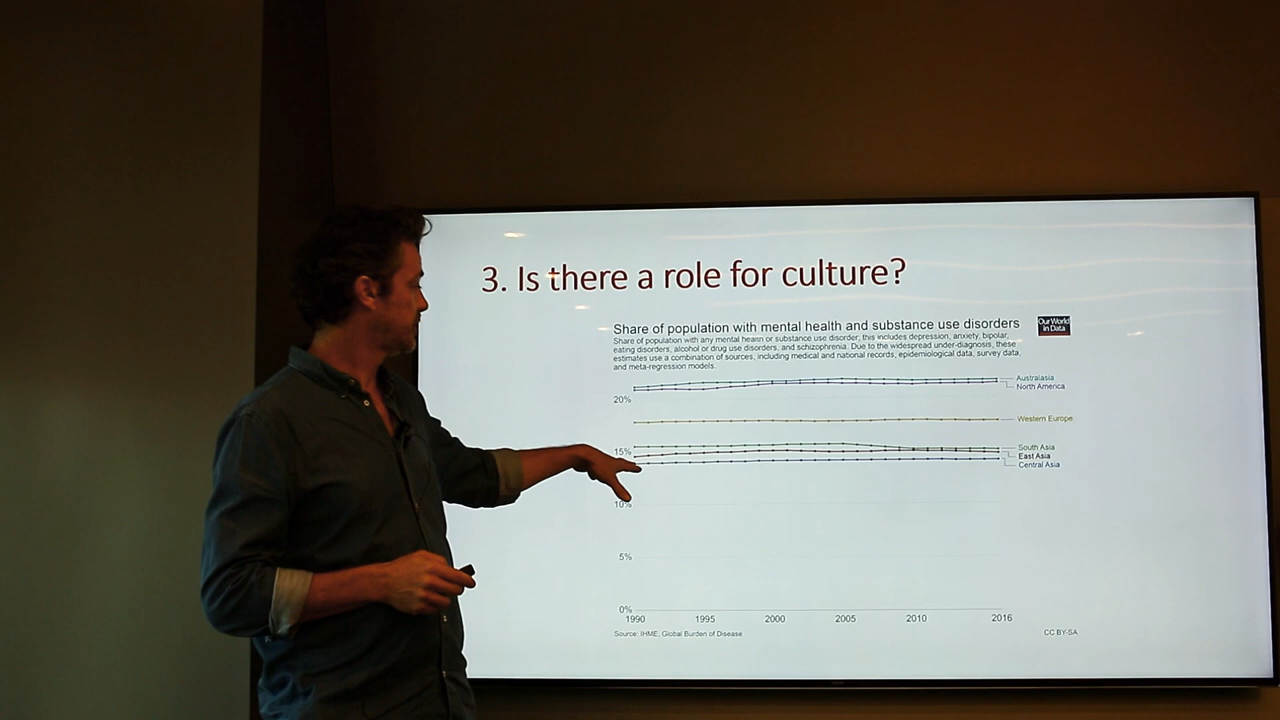 3. Is there a role for culture?
Share of population with mental health and substance use disorders
Our World
in Data
Share of population with any mental health or substance use disorder; this includes depression, anxiety, bipolar,
eating disorders, alcohol or drug use disorders, and schizophrenia. Due to the widespread under-diagnosis, these
estimates use a combination of sources, including medical and national records, epidemiological data, survey data,
and meta-regression models.
Australasia
North America
20%
Western Europe
South Asia
15%
East Asia
Central Asia
10%
5%
0%
1990 1995 2000 2005 2010 2016
Source: IHME, Global Burden of Disease
CC BY-SA